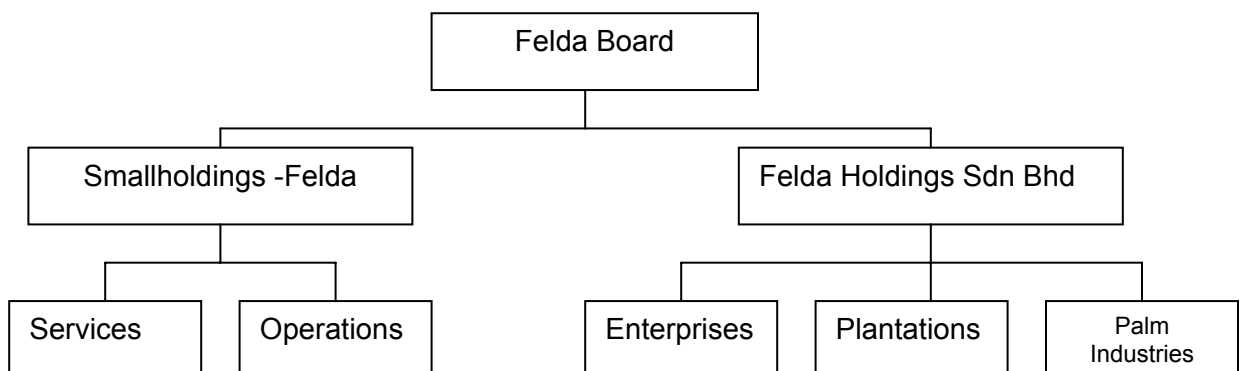 Felda Board
Smallholdings -Felda
Felda Holdings Sdn Bhd
Services
Operations
Enterprises
Plantations
Palm
Industries